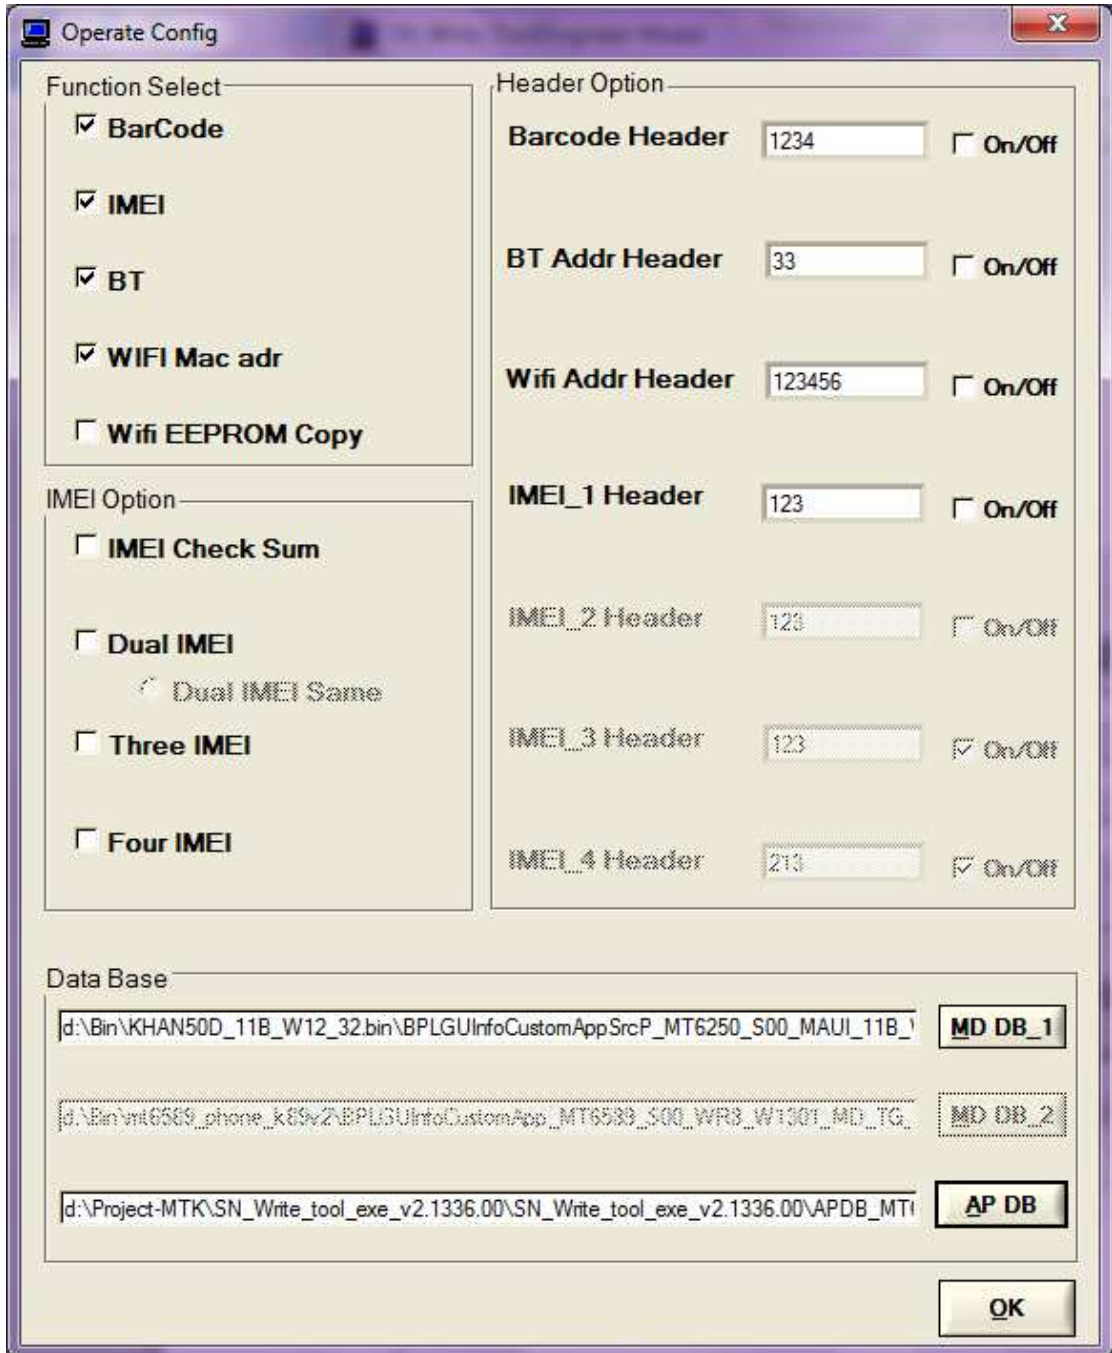 Operate Config
Function Select
BarCode
IMEI
BT
WIFI Mac adr
Wifi EEPROM Copy
IMEI Option
IMEI Check Sum
Dual IMEI
Dual IMEI Same
Three IMEI
Four IMEI
Header Option
Barcode Header 1234 On/Off
BT Addr Header 33 On/Off
Wifi Addr Header 123456 On/Off
IMEI_1 Header 123 On/Off
IMEI_2 Header 123 On/Off
IMEI_3 Header 123 On/Off
IMEI_4 Header 213 On/Off
Data Base
d:\Bin\KHAN50D_11B_W12_32.bin\BPLGUInfoCustomAppSrcP_MT6250_S00_MAUI_11B_ MD DB_1
d:\Bin\mt6589_phone_k89v2\BPLGUInfoCustomApp_MT6589_S00_WR8_W1301_MD_TG_ MD DB_2
d:\Project-MTK\SN_Write_tool_exe_v2.1336.00\SN_Write_tool_exe_v2.1336.00\APDB_MT AP DB
OK